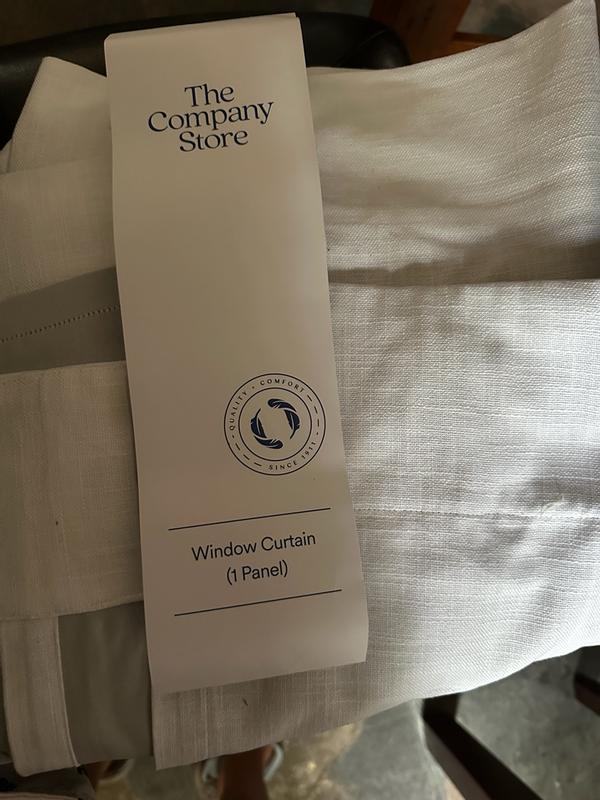 The
Company
Store
QUALITY • COMFORT
SINCE 1911
Window Curtain
(1 Panel)